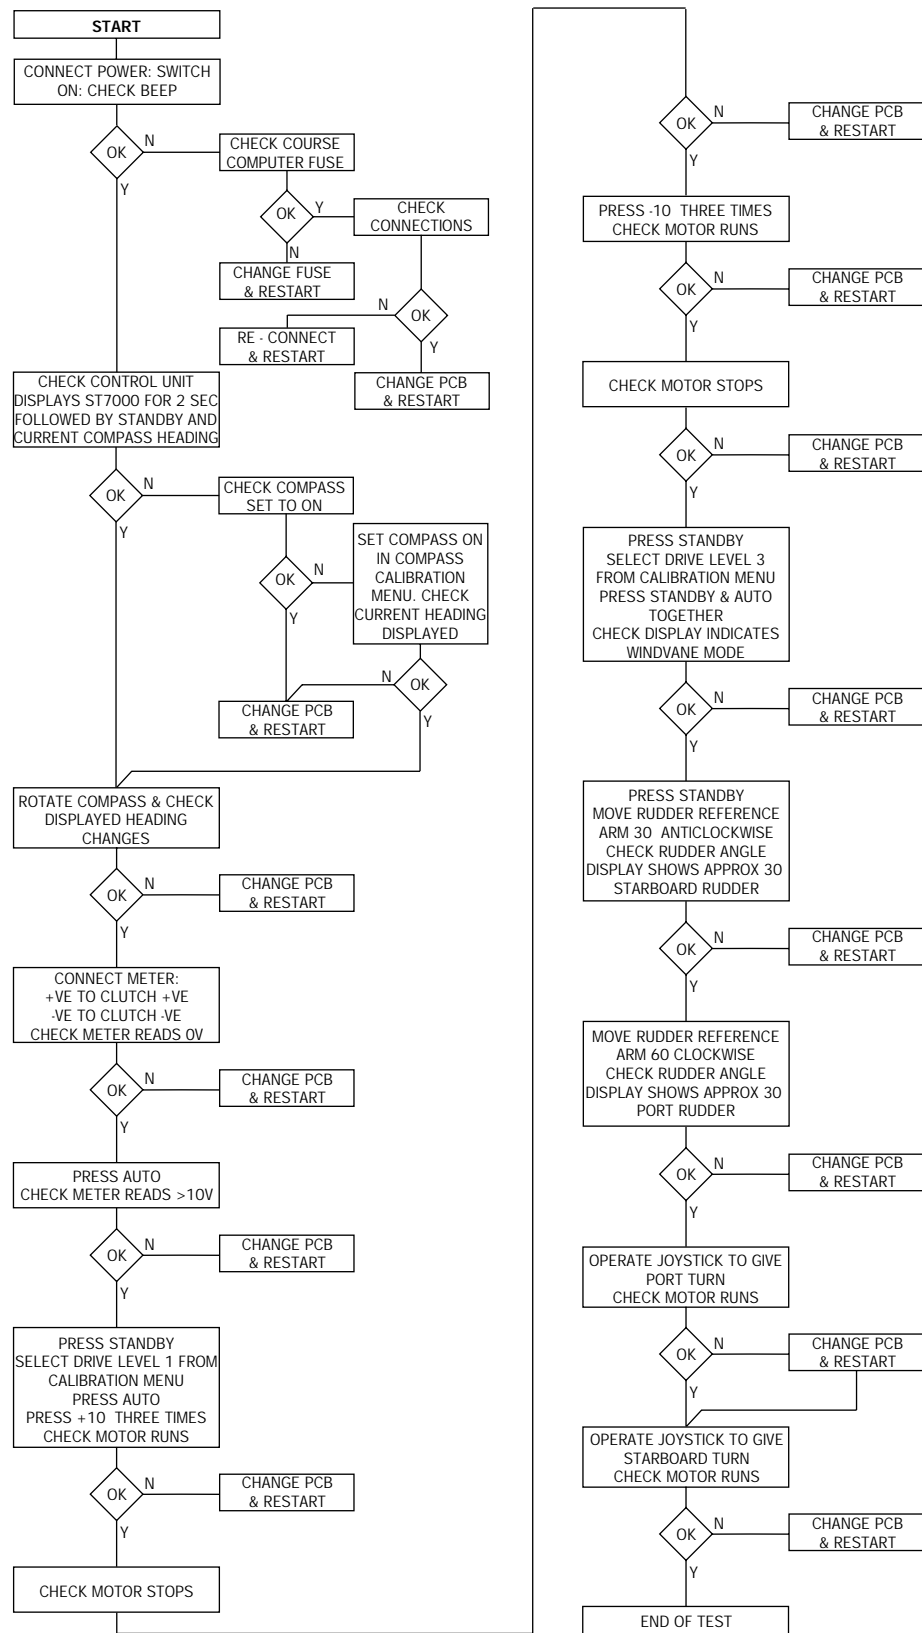 START
CONNECT POWER: SWITCH
ON: CHECK BEEP
OK
N
Y
CHECK COURSE
COMPUTER FUSE
OK
Y
N
CHECK
CONNECTIONS
CHANGE FUSE
& RESTART
OK
N
Y
RE - CONNECT
& RESTART
CHANGE PCB
& RESTART
CHECK CONTROL UNIT
DISPLAYS ST7000 FOR 2 SEC
FOLLOWED BY STANDBY AND
CURRENT COMPASS HEADING
OK
N
Y
CHECK COMPASS
SET TO ON
OK
N
Y
SET COMPASS ON
IN COMPASS
CALIBRATION
MENU. CHECK
CURRENT HEADING
DISPLAYED
OK
N
Y
CHANGE PCB
& RESTART
ROTATE COMPASS & CHECK
DISPLAYED HEADING
CHANGES
OK
N
Y
CHANGE PCB
& RESTART
CONNECT METER:
+VE TO CLUTCH +VE
-VE TO CLUTCH -VE
CHECK METER READS 0V
OK
N
Y
CHANGE PCB
& RESTART
PRESS AUTO
CHECK METER READS >10V
OK
N
Y
CHANGE PCB
& RESTART
PRESS STANDBY
SELECT DRIVE LEVEL 1 FROM
CALIBRATION MENU
PRESS AUTO
PRESS +10 THREE TIMES
CHECK MOTOR RUNS
OK
N
Y
CHANGE PCB
& RESTART
CHECK MOTOR STOPS
OK
N
Y
CHANGE PCB
& RESTART
PRESS -10 THREE TIMES
CHECK MOTOR RUNS
OK
N
Y
CHANGE PCB
& RESTART
CHECK MOTOR STOPS
OK
N
Y
CHANGE PCB
& RESTART
PRESS STANDBY
SELECT DRIVE LEVEL 3
FROM CALIBRATION MENU
PRESS STANDBY & AUTO
TOGETHER
CHECK DISPLAY INDICATES
WINDVANE MODE
OK
N
Y
CHANGE PCB
& RESTART
PRESS STANDBY
MOVE RUDDER REFERENCE
ARM 30 ANTICLOCKWISE
CHECK RUDDER ANGLE
DISPLAY SHOWS APPROX 30
STARBOARD RUDDER
OK
N
Y
CHANGE PCB
& RESTART
MOVE RUDDER REFERENCE
ARM 60 CLOCKWISE
CHECK RUDDER ANGLE
DISPLAY SHOWS APPROX 30
PORT RUDDER
OK
N
Y
CHANGE PCB
& RESTART
OPERATE JOYSTICK TO GIVE
PORT TURN
CHECK MOTOR RUNS
OK
N
Y
CHANGE PCB
& RESTART
OPERATE JOYSTICK TO GIVE
STARBOARD TURN
CHECK MOTOR RUNS
OK
N
Y
CHANGE PCB
& RESTART
END OF TEST